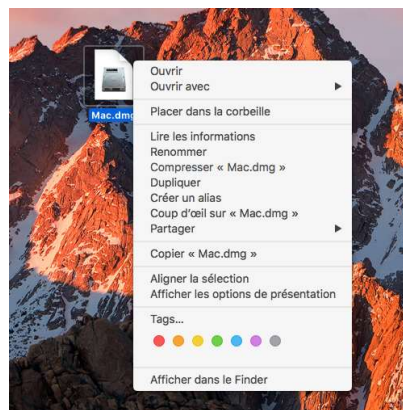 Mac.dmg
Ouvrir
Ouvrir avec
Placer dans la corbeille
Lire les informations
Renommer
Compresser « Mac.dmg »
Dupliquer
Créer un alias
Coup d'œil sur « Mac.dmg »
Partager
Copier « Mac.dmg »
Aligner la sélection
Afficher les options de présentation
Tags...
Afficher dans le Finder